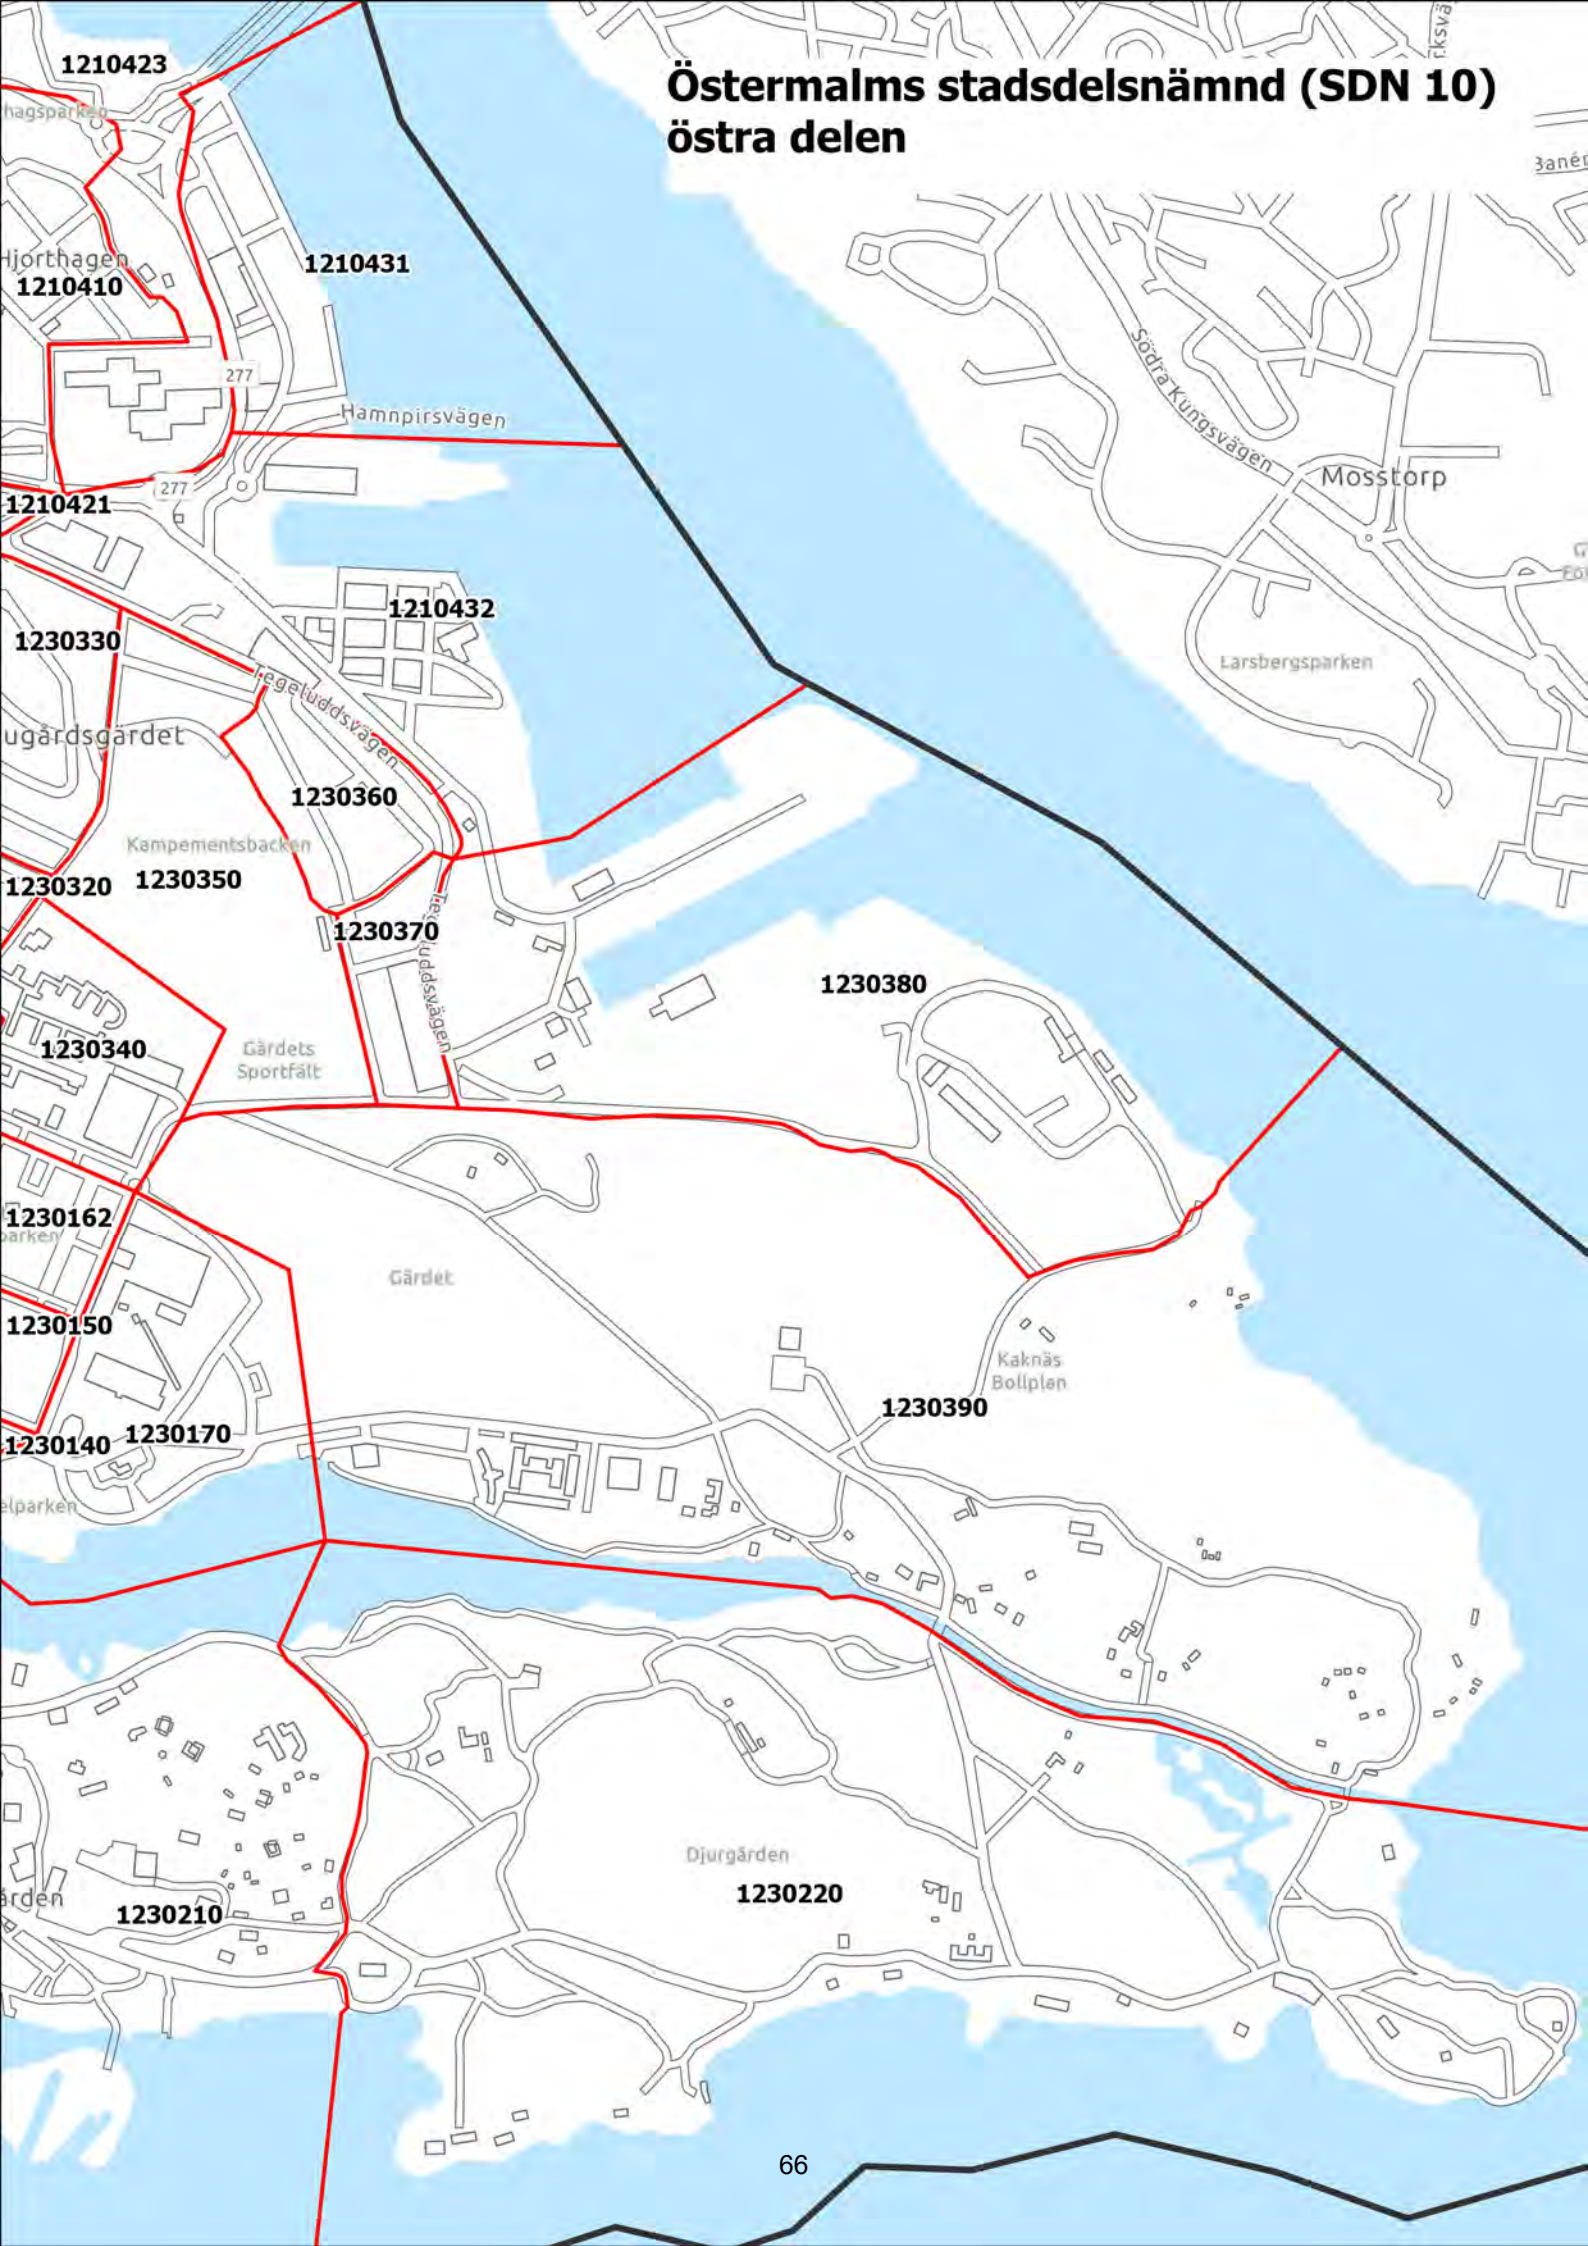 Östermalms stadsdelsnämnd (SDN 10)
östra delen
1210423
hagsparken
Hjorthagen
1210410
1210431
277
Hamnpirsvägen
277
1210421
1210432
1230330
Tegeluddsvägen
ugårdsgärdet
1230360
Kampementsbacken
1230350
1230320
1230370
Tegeluddsvägen
1230380
1230340
Gärdets
Sportfält
1230162
parken
Gärdet
1230150
Kaknäs
Bollplan
1230390
1230170
1230140
elparken
Djurgården
1230220
ården
1230210
Södra Kungsvägen
Mosstorp
Larsbergsparken
Banér
rksvä
66